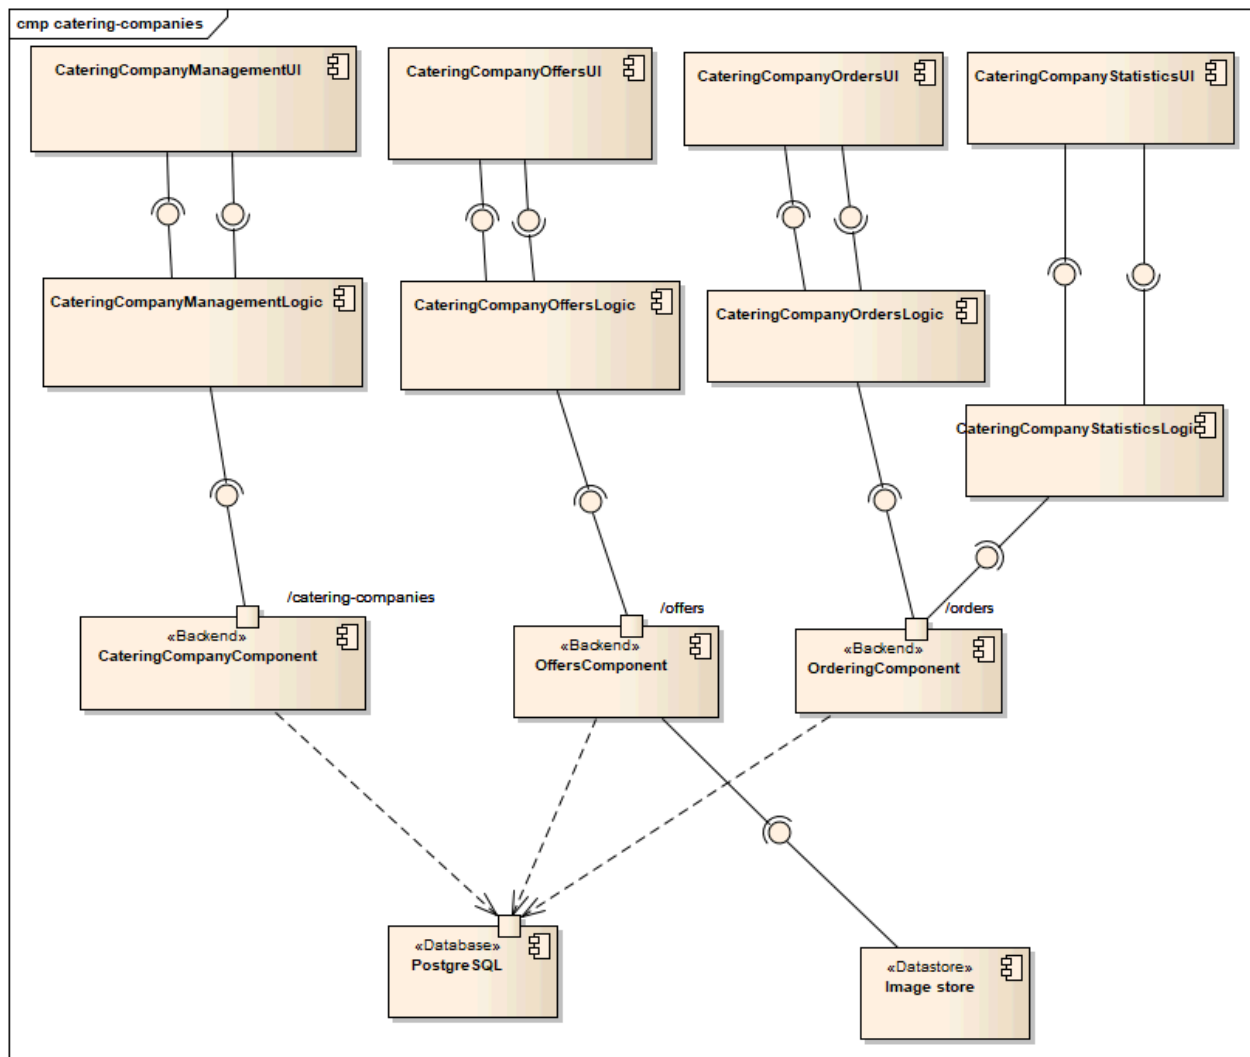 cmp catering-companies
CateringCompanyManagementUI
CateringCompanyOffersUI
CateringCompanyOrdersUI
CateringCompanyStatisticsUI
CateringCompanyManagementLogic
CateringCompanyOffersLogic
CateringCompanyOrdersLogic
CateringCompanyStatisticsLogic
/catering-companies
/offers
/orders
«Backend»
CateringCompanyComponent
«Backend»
OffersComponent
«Backend»
OrderingComponent
«Database»
PostgreSQL
«Datastore»
Image store